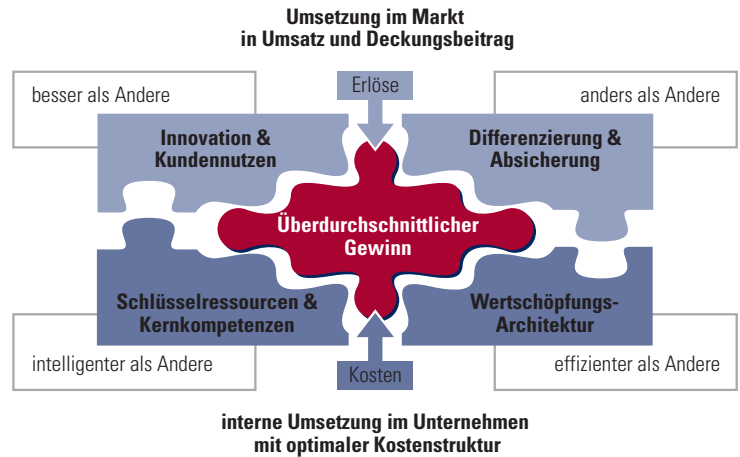 Umsetzung im Markt
in Umsatz und Deckungsbeitrag
besser als Andere
Erlöse
anders als Andere
Innovation &
Kundennutzen
Differenzierung &
Absicherung
Überdurchschnittlicher
Gewinn
Schlüsselressourcen &
Kernkompetenzen
Wertschöpfungs-
Architektur
intelligenter als Andere
Kosten
effizienter als Andere
interne Umsetzung im Unternehmen
mit optimaler Kostenstruktur